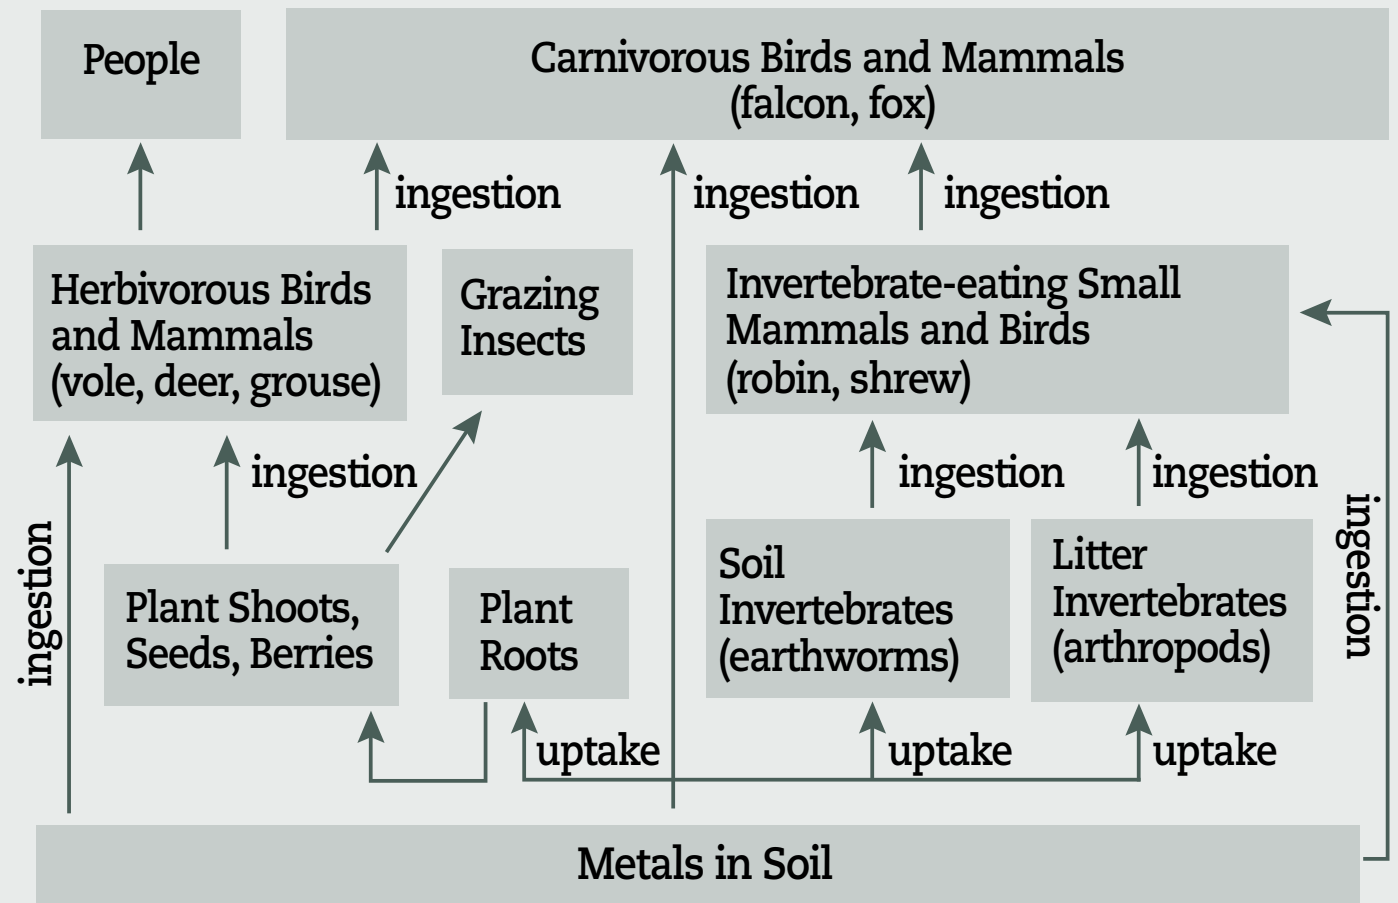 People
Carnivorous Birds and Mammals
(falcon, fox)
ingestion
ingestion
ingestion
Herbivorous Birds
and Mammals
(vole, deer, grouse)
Grazing
Insects
Invertebrate-eating Small
Mammals and Birds
(robin, shrew)
ingestion
ingestion
ingestion
ingestion
ingestion
Plant Shoots,
Seeds, Berries
Plant
Roots
Soil
Invertebrates
(earthworms)
Litter
Invertebrates
(arthropods)
uptake
uptake
uptake
Metals in Soil